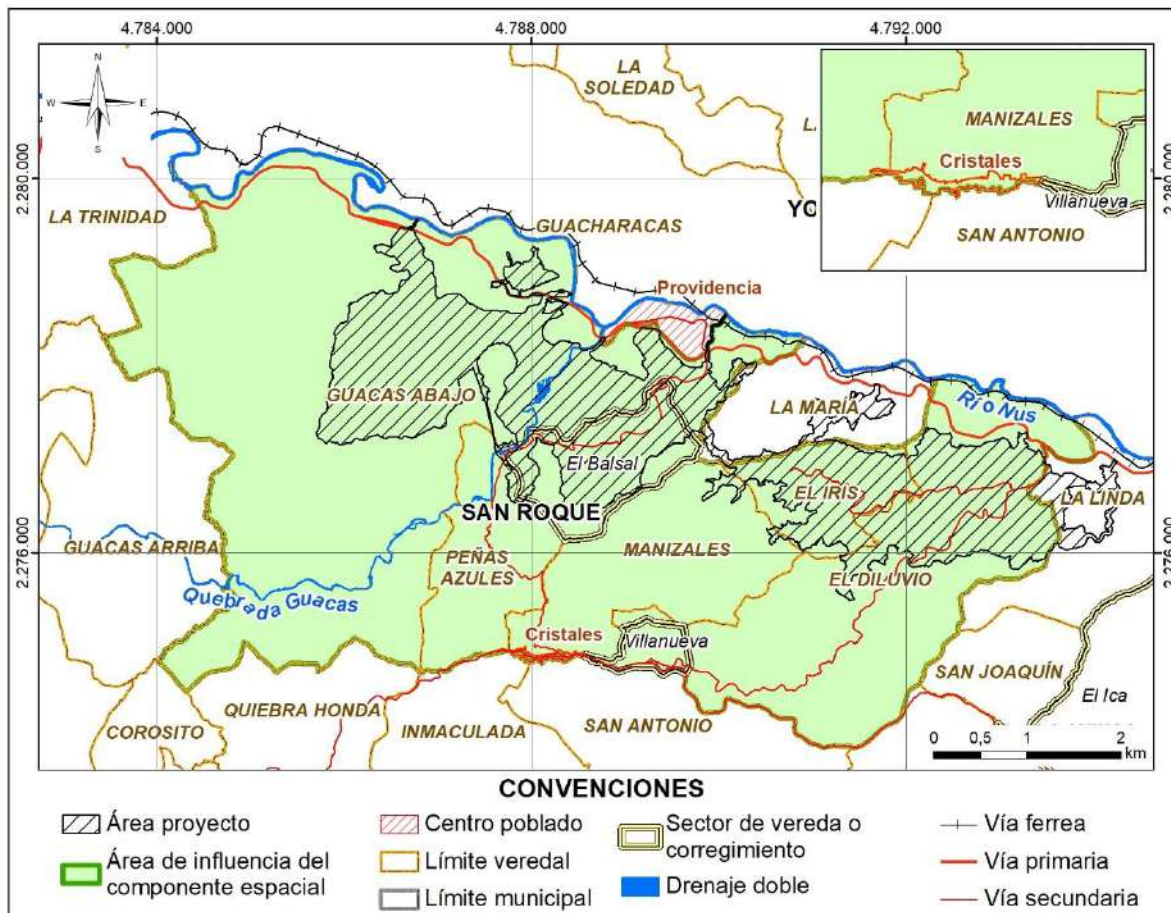 4.784.000
4.788.000
4.792.000
N
W
E
S
2.280.000
2.276.000
LA
SOLEDAD
YO
LA TRINIDAD
GUACHARACAS
Providencia
GUACAS ABAJO
LA MARÍA
Río Nus
El Balsal
EL IRIS
LA LINDA
SAN ROQUE
GUACAS ARRIBA
PEÑAS
AZULES
MANIZALES
EL DILUVIO
Quebrada Guacas
Cristales
Villanueva
SAN JOAQUÍN
El Ica
QUIEBRA HONDA
COROSITO
INMACULADA
SAN ANTONIO
MANIZALES
Cristales
Villanueva
SAN ANTONIO
2.276.000
0 0,5 1 2
km
CONVENCIONES
Área proyecto
Área de influencia del
componente espacial
Centro poblado
Límite veredal
Límite municipal
Sector de vereda o
corregimiento
Drenaje doble
Vía ferrea
Vía primaria
Vía secundaria